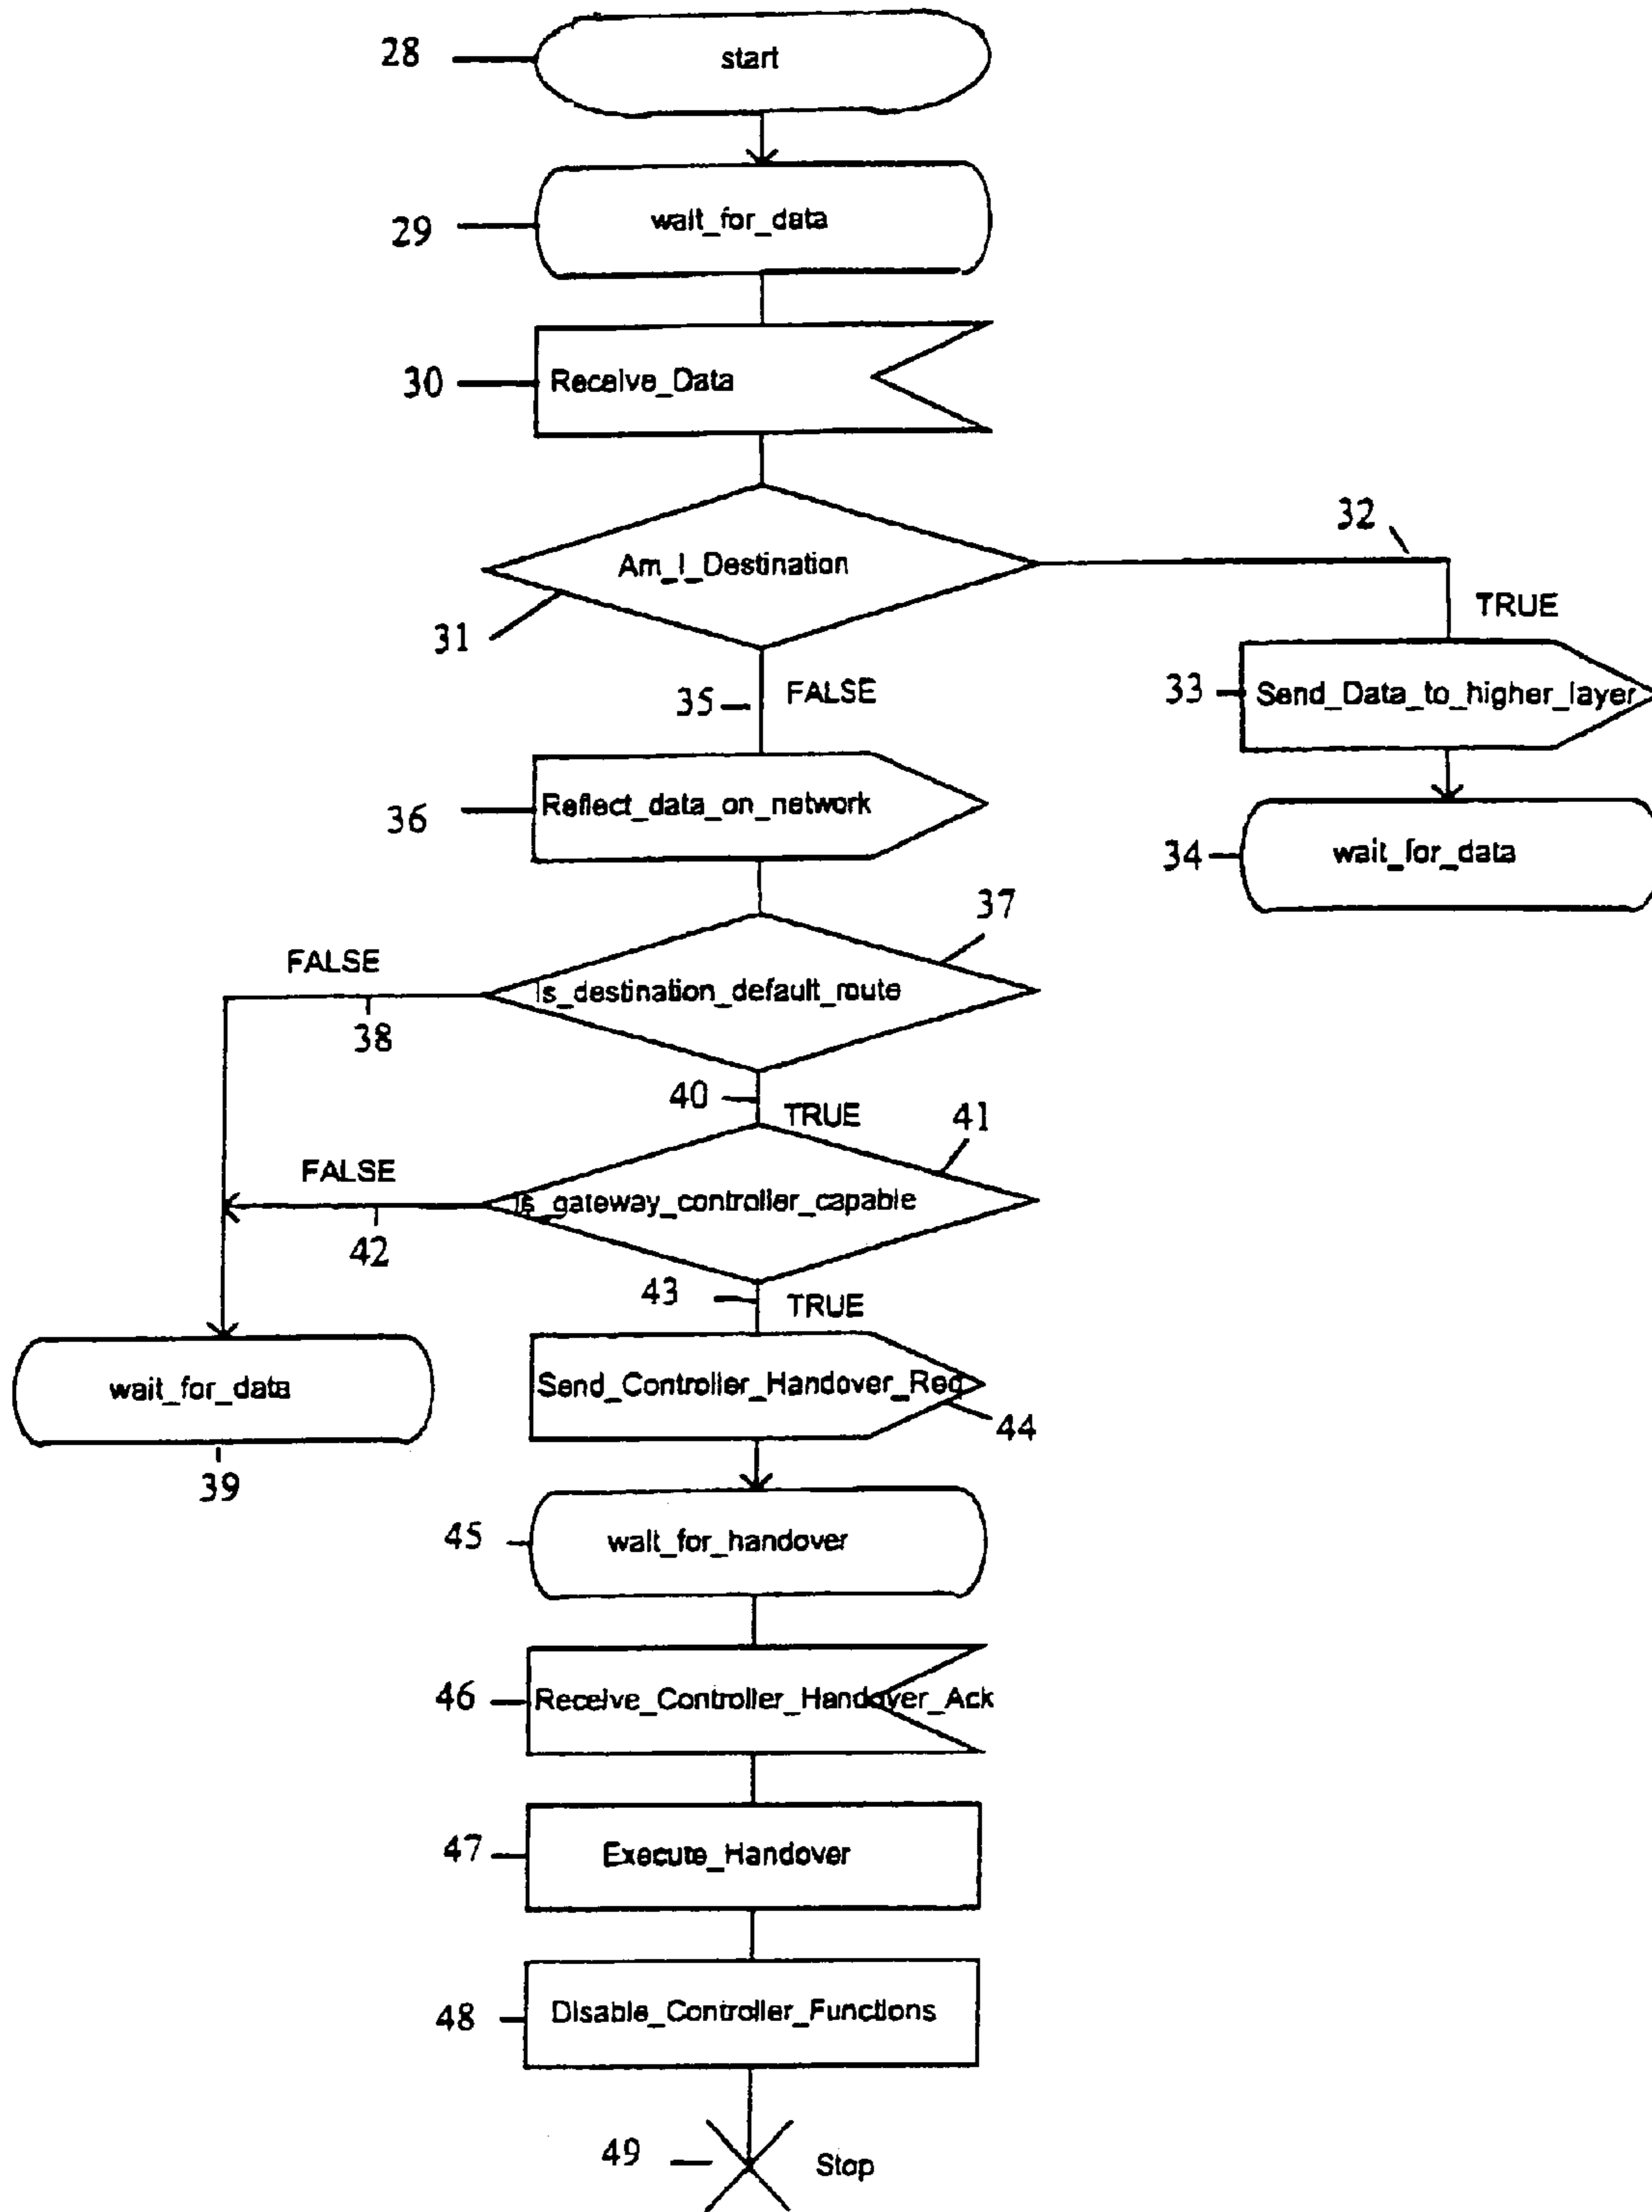 28
start
29
wait_for_data
30
Receive_Data
Am_I_Destination
31
32
TRUE
35
FALSE
33
Send_Data_to_higher_layer
36
Reflect_data_on_network
34
wait_for_data
37
FALSE
Is_destination_default_route
38
40
TRUE
41
FALSE
Is_gateway_controller_capable
42
43
TRUE
wait_for_data
39
Send_Controller_Handover_Req
44
45
wait_for_handover
46
Receive_Controller_Handover_Ack
47
Execute_Handover
48
Disable_Controller_Functions
49
Stop